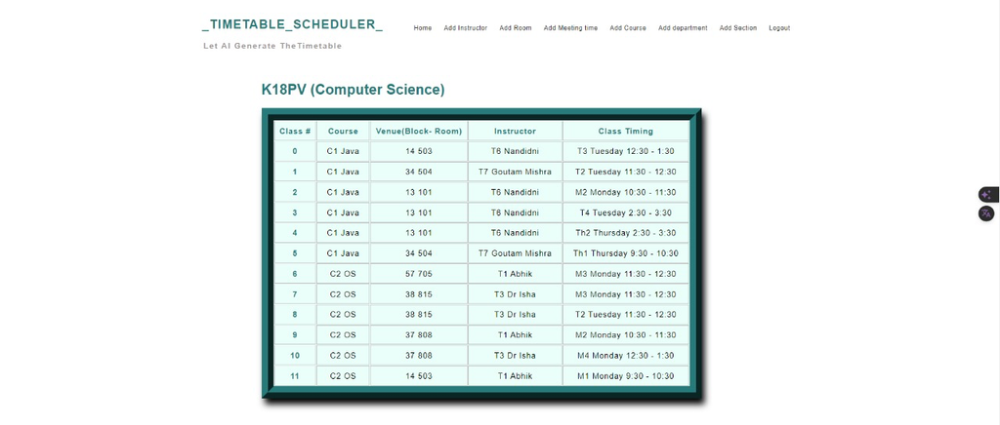 _TIMETABLE_SCHEDULER_
Home Add Instructor Add Room Add Meeting time Add Course Add department Add Section Logout
Let AI Generate TheTimetable
K18PV (Computer Science)
Class # Course Venue(Block- Room) Instructor Class Timing
0 C1 Java 14 503 T6 Nandidni T3 Tuesday 12:30 - 1:30
1 C1 Java 34 504 T7 Goutam Mishra T2 Tuesday 11:30 - 12:30
2 C1 Java 13 101 T6 Nandidni M2 Monday 10:30 - 11:30
3 C1 Java 13 101 T6 Nandidni T4 Tuesday 2:30 - 3:30
4 C1 Java 13 101 T6 Nandidni Th2 Thursday 2:30 - 3:30
5 C1 Java 34 504 T7 Goutam Mishra Th1 Thursday 9:30 - 10:30
6 C2 OS 57 705 T1 Abhik M3 Monday 11:30 - 12:30
7 C2 OS 38 815 T3 Dr Isha M3 Monday 11:30 - 12:30
8 C2 OS 38 815 T3 Dr Isha T2 Tuesday 11:30 - 12:30
9 C2 OS 37 808 T1 Abhik M2 Monday 10:30 - 11:30
10 C2 OS 37 808 T3 Dr Isha M4 Monday 12:30 - 1:30
11 C2 OS 14 503 T1 Abhik M1 Monday 9:30 - 10:30